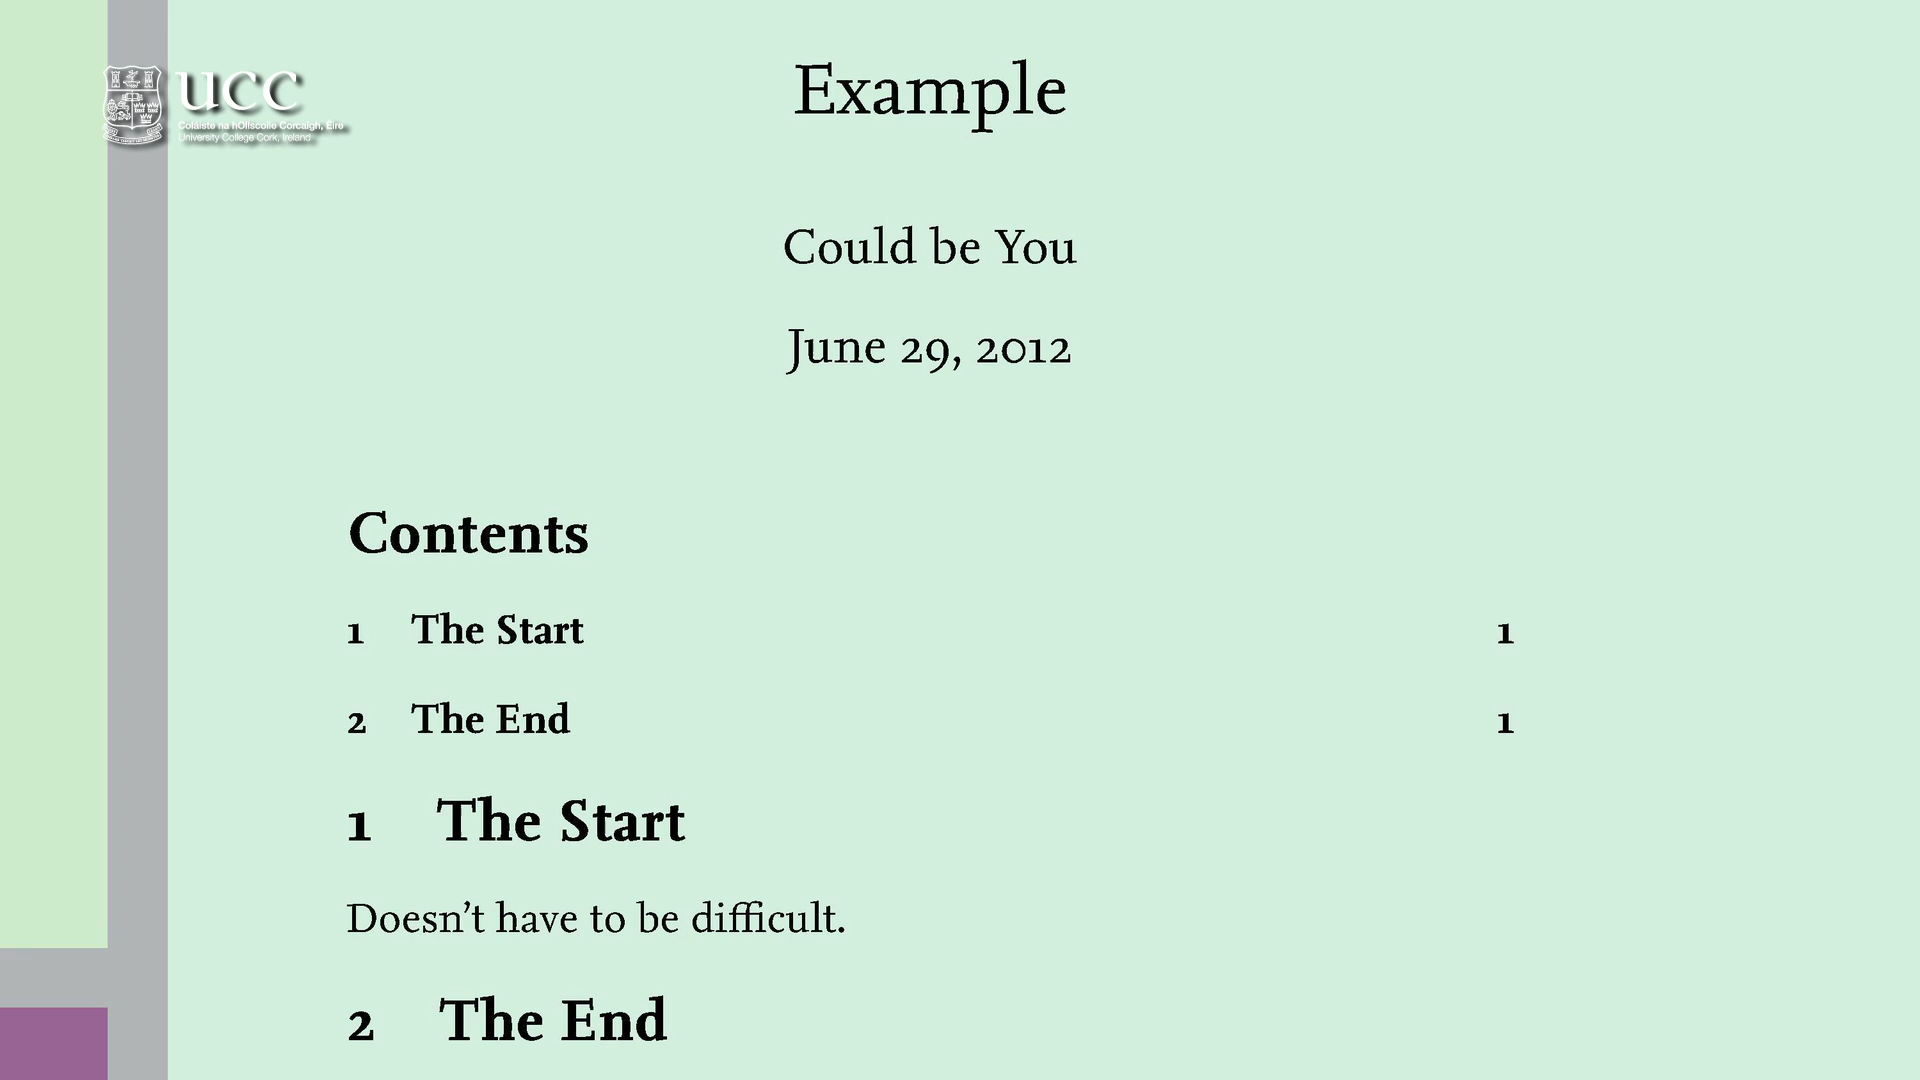 ucc
Coláiste na hOllscoile Corcaigh, Éire
University College Cork, Ireland
Example
Could be You
June 29, 2012
Contents
1 The Start 1
2 The End 1
1 The Start
Doesn’t have to be difficult.
2 The End